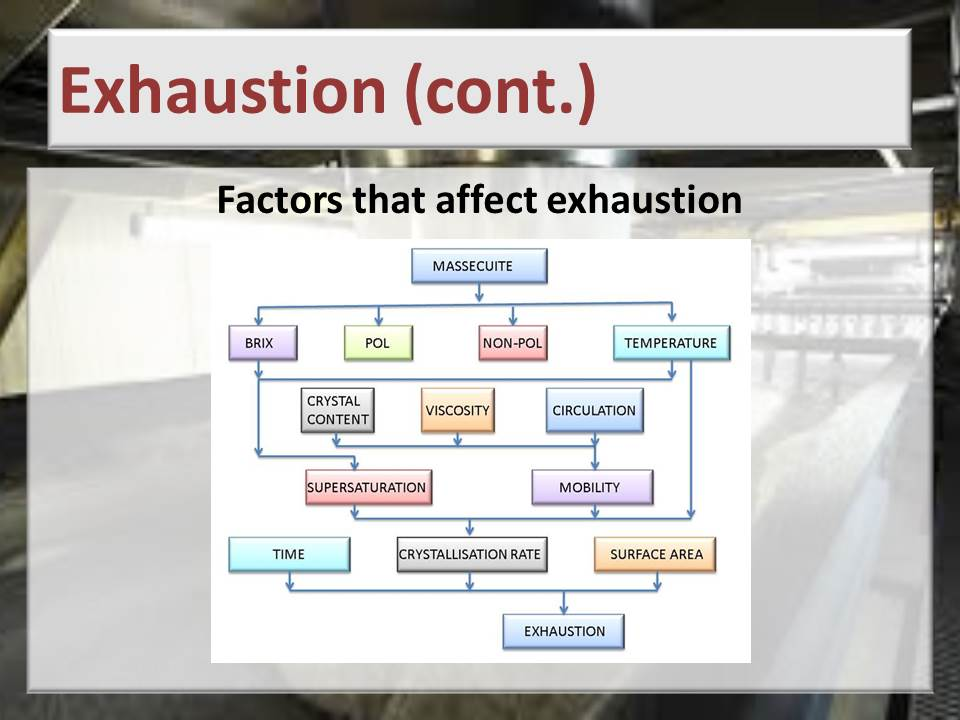 Exhaustion (cont.)
Factors that affect exhaustion
MASSECUITE
BRIX
POL
NON-POL
TEMPERATURE
CRYSTAL
CONTENT
VISCOSITY
CIRCULATION
SUPERSATURATION
MOBILITY
TIME
CRYSTALLISATION RATE
SURFACE AREA
EXHAUSTION